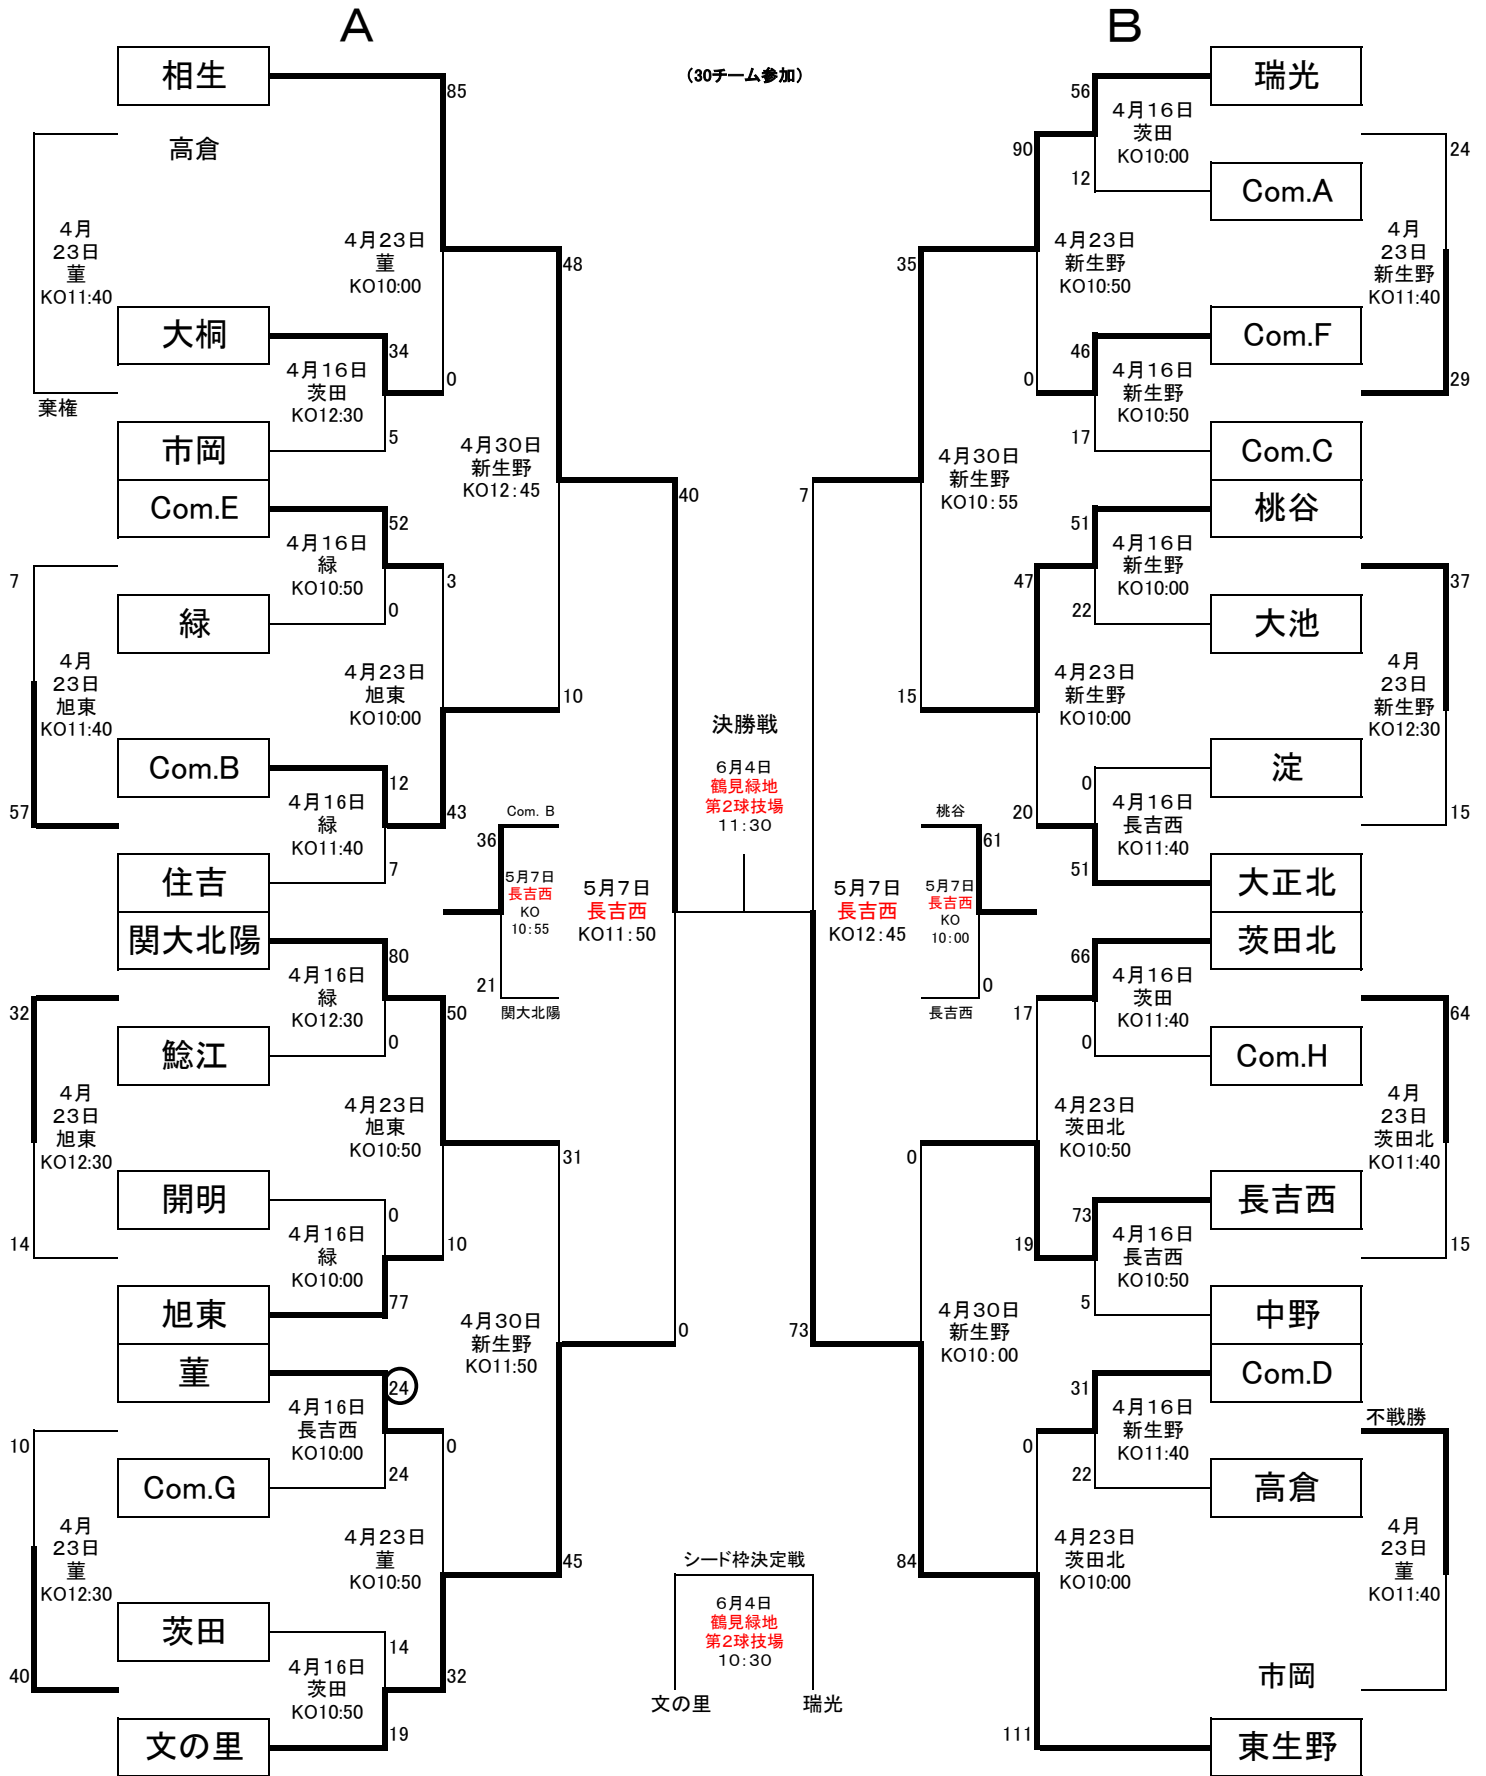 A
B
(30チーム参加)
相生
85
高倉
4月
23日
菫
KO11:40
4月23日
菫
KO10:00
48
大桐
34
4月16日
茨田
KO12:30
0
棄権
市岡
5
4月30日
新生野
KO12:45
40
Com.E
52
4月16日
緑
KO10:50
3
7
緑
0
4月
23日
旭東
KO11:40
4月23日
旭東
KO10:00
10
Com.B
12
4月16日
緑
KO11:40
43
57
住吉
7
Com. B
36
5月7日
長吉西
KO
10:55
21
関大北陽
5月7日
長吉西
KO11:50
関大北陽
80
4月16日
緑
KO12:30
50
32
鯰江
0
4月
23日
旭東
KO12:30
4月23日
旭東
KO10:50
31
開明
0
4月16日
緑
KO10:00
10
14
旭東
77
4月30日
新生野
KO11:50
0
菫
24
4月16日
長吉西
KO10:00
0
10
Com.G
24
4月
23日
菫
KO12:30
4月23日
菫
KO10:50
45
茨田
14
4月16日
茨田
KO10:50
32
40
文の里
19
決勝戦
6月4日
鶴見緑地
第2球技場
11:30
シード枠決定戦
6月4日
鶴見緑地
第2球技場
10:30
文の里
瑞光
56
瑞光
4月16日
茨田
KO10:00
90
24
12
Com.A
4月23日
新生野
KO10:50
35
4月
23日
新生野
KO11:40
46
Com.F
4月16日
新生野
KO10:50
0
29
17
Com.C
4月30日
新生野
KO10:55
7
51
桃谷
4月16日
新生野
KO10:00
47
37
22
大池
4月23日
新生野
KO10:00
15
4月
23日
新生野
KO12:30
0
淀
4月16日
長吉西
KO11:40
20
15
51
大正北
桃谷
61
5月7日
長吉西
KO
10:00
0
長吉西
5月7日
長吉西
KO12:45
66
茨田北
4月16日
茨田
KO11:40
17
64
0
Com.H
4月23日
茨田北
KO10:50
0
4月
23日
茨田北
KO11:40
73
長吉西
4月16日
長吉西
KO10:50
19
15
5
中野
4月30日
新生野
KO10:00
73
31
Com.D
4月16日
新生野
KO11:40
0
不戦勝
22
高倉
4月23日
茨田北
KO10:00
84
4月
23日
菫
KO11:40
市岡
111
東生野